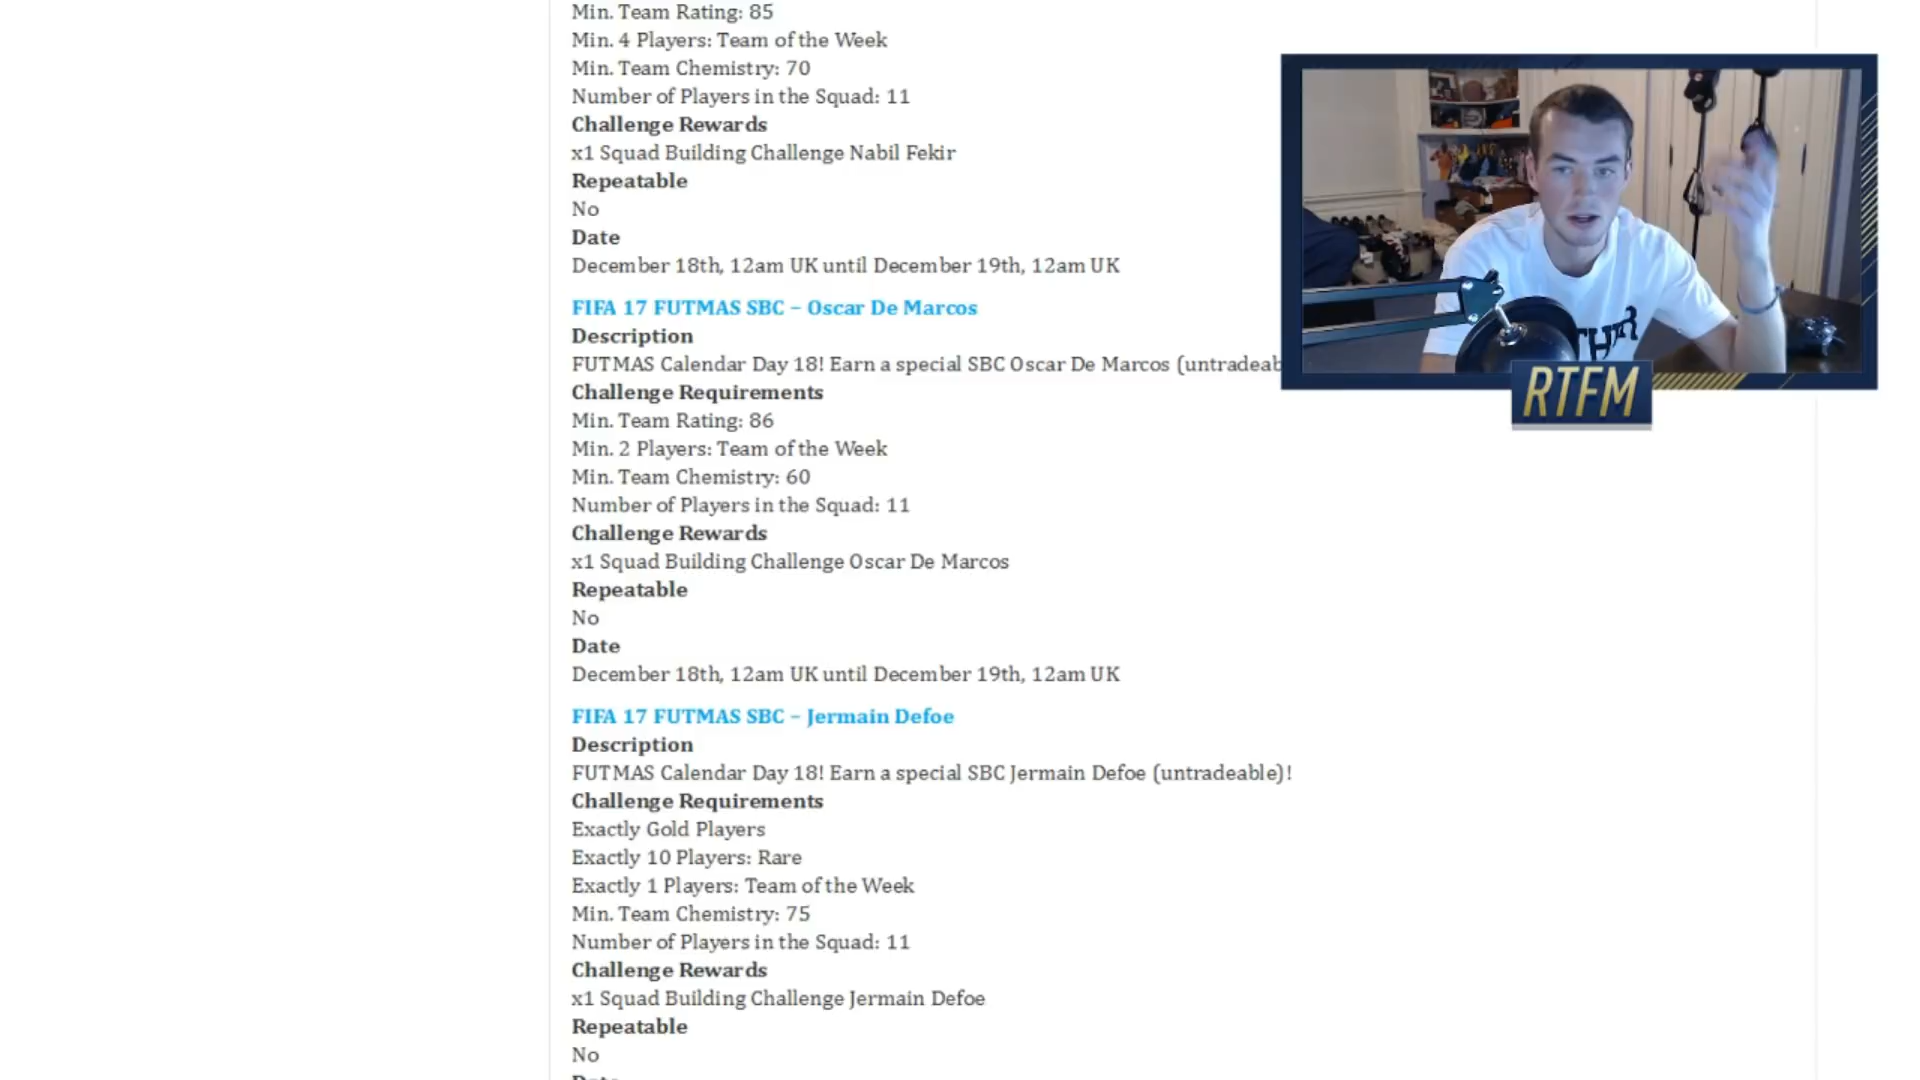 Min. Team Rating: 85
Min. 4 Players: Team of the Week
Min. Team Chemistry: 70
Number of Players in the Squad: 11
Challenge Rewards
x1 Squad Building Challenge Nabil Fekir
Repeatable
No
Date
December 18th, 12am UK until December 19th, 12am UK
FIFA 17 FUTMAS SBC – Oscar De Marcos
Description
FUTMAS Calendar Day 18! Earn a special SBC Oscar De Marcos (untradeab
Challenge Requirements
Min. Team Rating: 86
Min. 2 Players: Team of the Week
Min. Team Chemistry: 60
Number of Players in the Squad: 11
Challenge Rewards
x1 Squad Building Challenge Oscar De Marcos
Repeatable
No
Date
December 18th, 12am UK until December 19th, 12am UK
FIFA 17 FUTMAS SBC – Jermain Defoe
Description
FUTMAS Calendar Day 18! Earn a special SBC Jermain Defoe (untradeable)!
Challenge Requirements
Exactly Gold Players
Exactly 10 Players: Rare
Exactly 1 Players: Team of the Week
Min. Team Chemistry: 75
Number of Players in the Squad: 11
Challenge Rewards
x1 Squad Building Challenge Jermain Defoe
Repeatable
No
RTFM